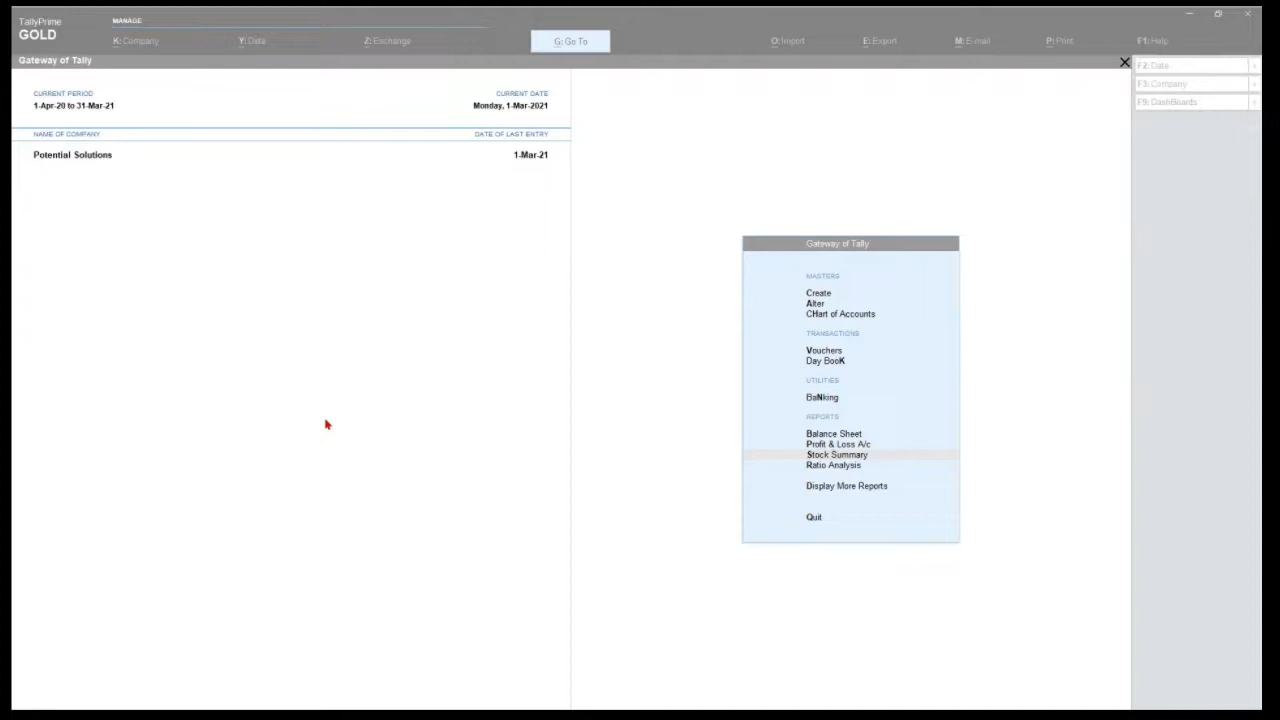 TallyPrime
GOLD
MANAGE
K: Company
Y: Data
Z: Exchange
G: Go To
O: Import
E: Export
M: E-mail
P: Print
F1: Help
Gateway of Tally
F2: Date
F3: Company
F9: DashBoards
CURRENT PERIOD
CURRENT DATE
1-Apr-20 to 31-Mar-21
Monday, 1-Mar-2021
NAME OF COMPANY
DATE OF LAST ENTRY
Potential Solutions
1-Mar-21
Gateway of Tally
MASTERS
Create
Alter
CHart of Accounts
TRANSACTIONS
Vouchers
Day BooK
UTILITIES
BaNking
REPORTS
Balance Sheet
Profit & Loss A/c
Stock Summary
Ratio Analysis
Display More Reports
Quit